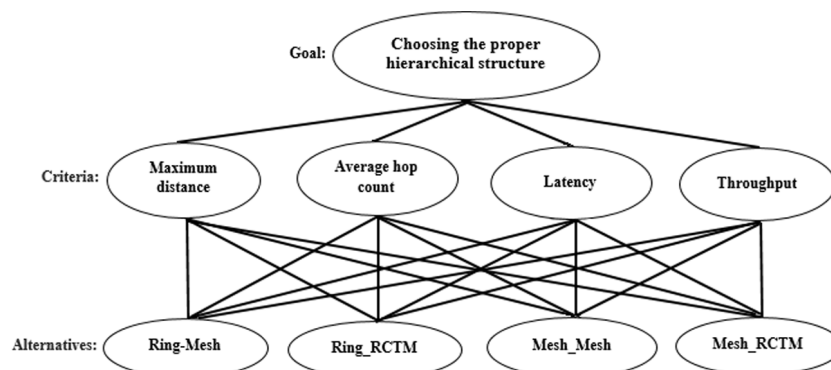 Goal:
Choosing the proper
hierarchical structure
Criteria:
Maximum
distance
Average hop
count
Latency
Throughput
Alternatives:
Ring-Mesh
Ring_RCTM
Mesh_Mesh
Mesh_RCTM